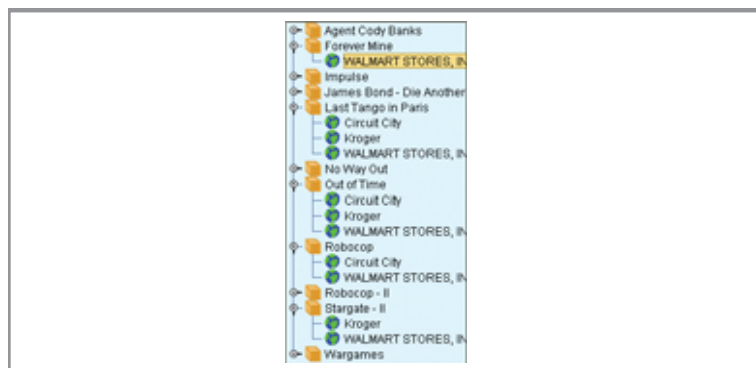 Agent Cody Banks
Forever Mine
WALMART STORES, IN
Impulse
James Bond - Die Another
Last Tango in Paris
Circuit City
Kroger
WALMART STORES, IN
No Way Out
Out of Time
Circuit City
Kroger
WALMART STORES, IN
Robocop
Circuit City
WALMART STORES, IN
Robocop - II
Stargate - II
Kroger
WALMART STORES, IN
Wargames